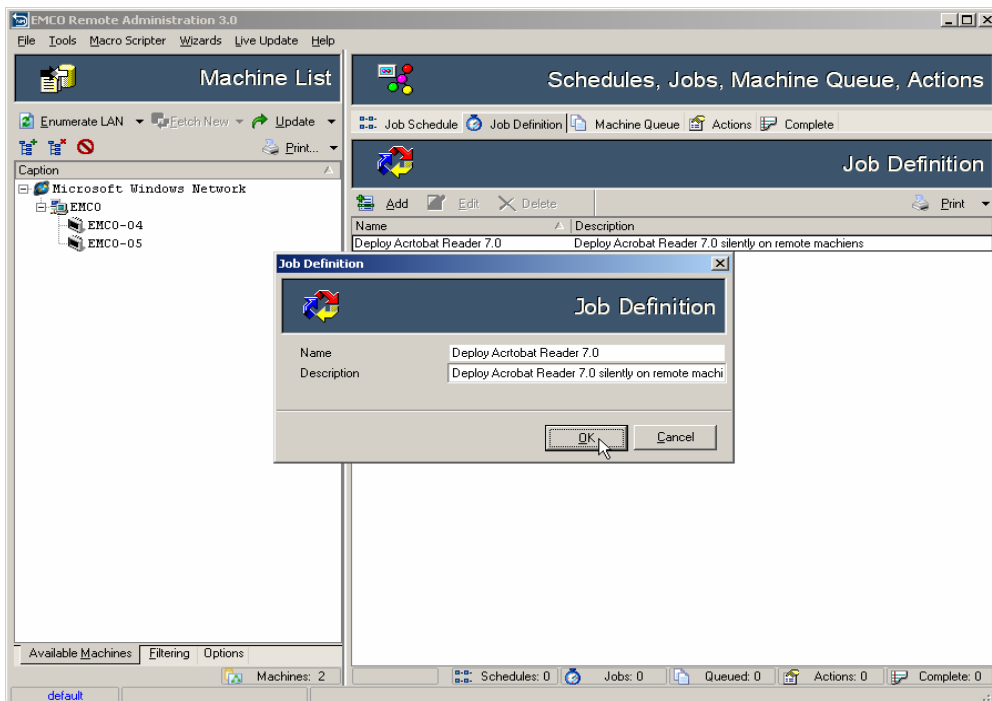 EMCO Remote Administration 3.0
File Tools Macro Scripter Wizards Live Update Help
Machine List
Schedules, Jobs, Machine Queue, Actions
Enumerate LAN Fetch New Update
Job Schedule Job Definition Machine Queue Actions Complete
Print...
Job Definition
Caption
Add Edit Delete Print
Microsoft Windows Network
EMCO
EMCO-04
EMCO-05
Name Description
Deploy Acrtobat Reader 7.0 Deploy Acrobat Reader 7.0 silently on remote machiens
Job Definition
Job Definition
Name Deploy Acrtobat Reader 7.0
Description Deploy Acrobat Reader 7.0 silently on remote machi
OK Cancel
Available Machines Filtering Options
Machines: 2
Schedules: 0 Jobs: 0 Queued: 0 Actions: 0 Complete: 0
default